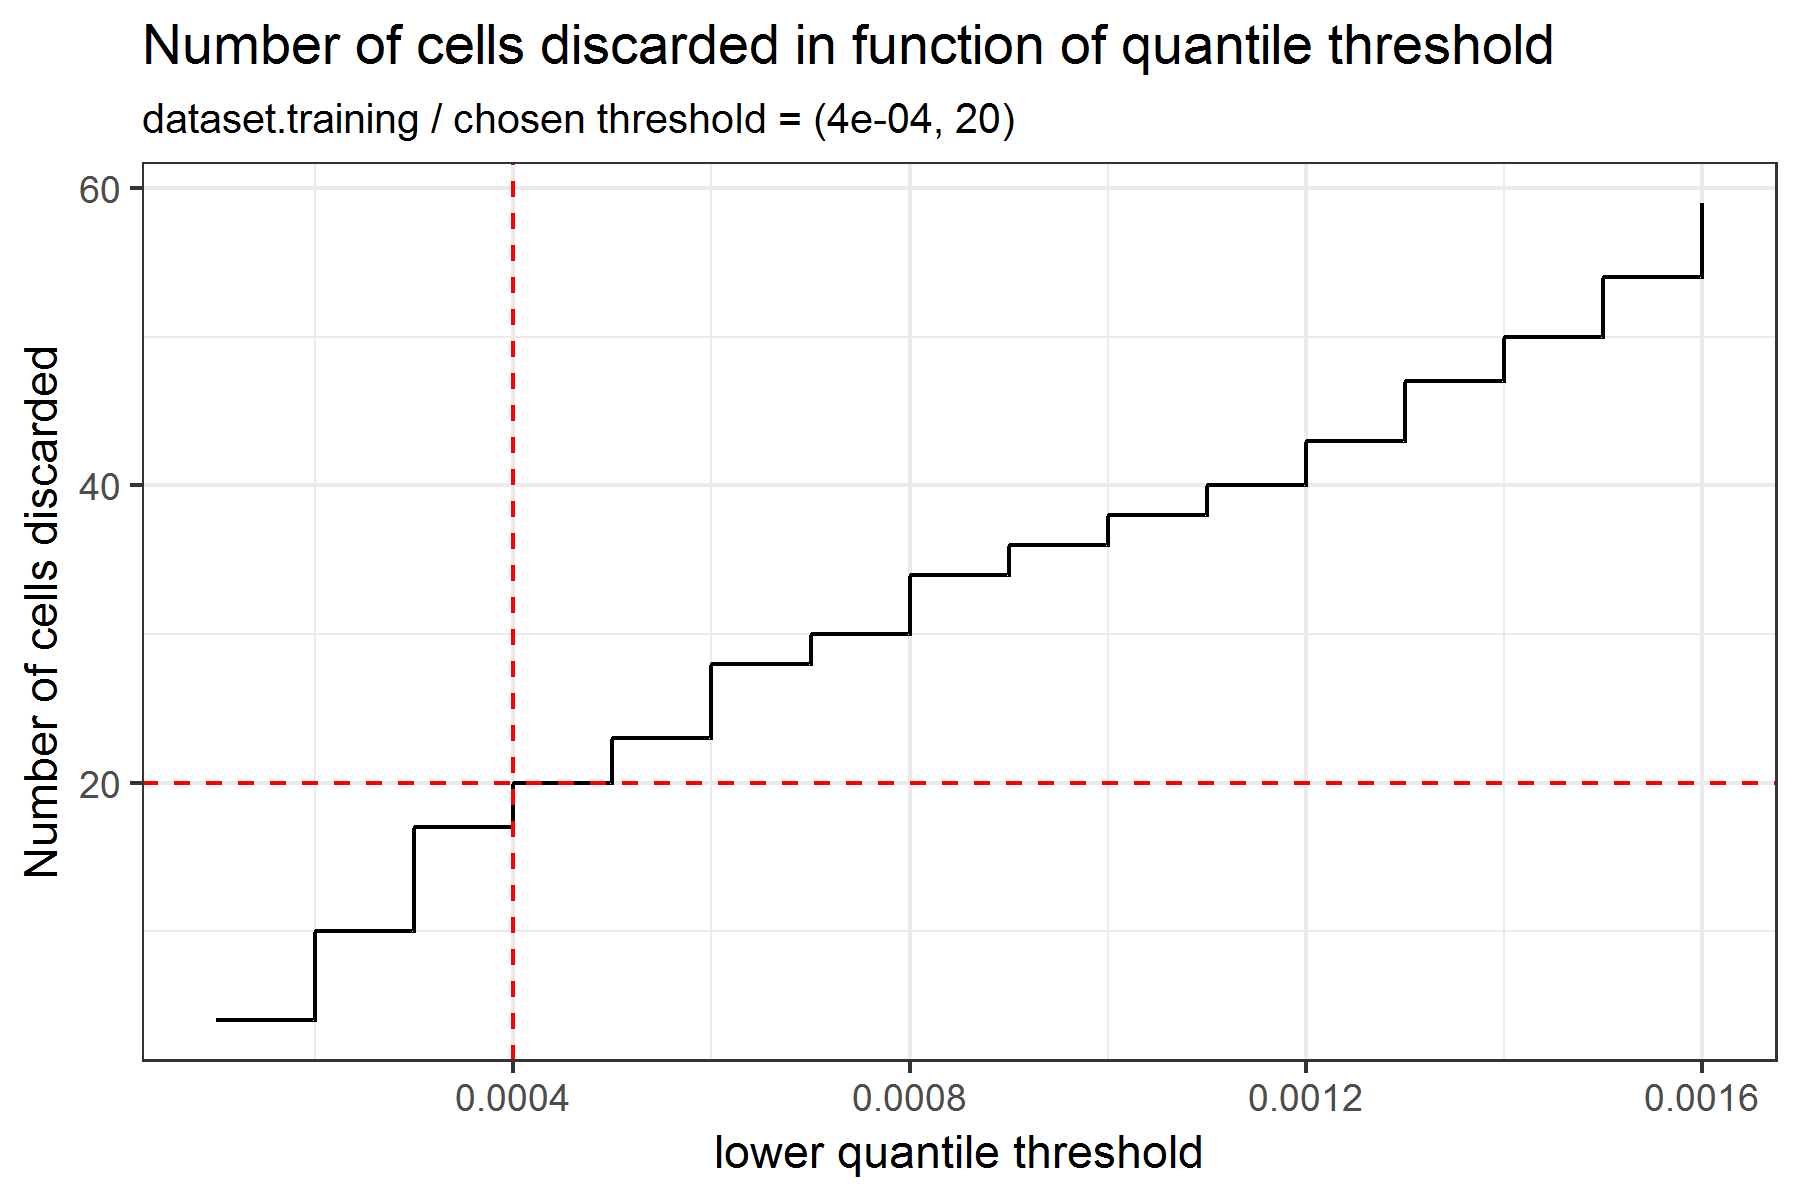 Number of cells discarded in function of quantile threshold
dataset.training / chosen threshold = (4e-04, 20)
Number of cells discarded
60
40
20
0.0004
0.0008
0.0012
0.0016
lower quantile threshold